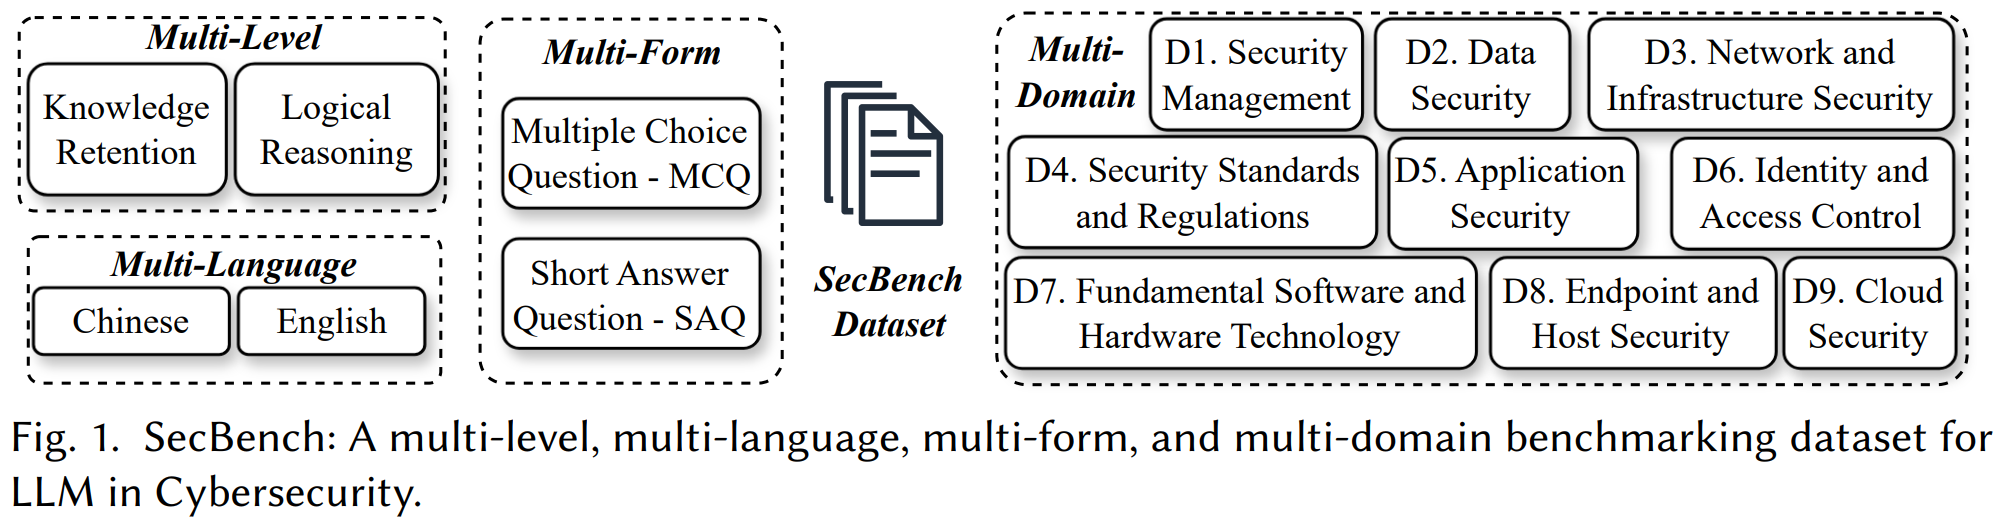 Multi-Level
Knowledge
Retention
Logical
Reasoning
Multi-Language
Chinese
English
Multi-Form
Multiple Choice
Question - MCQ
Short Answer
Question - SAQ
SecBench
Dataset
Multi-
Domain
D1. Security
Management
D2. Data
Security
D3. Network and
Infrastructure Security
D4. Security Standards
and Regulations
D5. Application
Security
D6. Identity and
Access Control
D7. Fundamental Software and
Hardware Technology
D8. Endpoint and
Host Security
D9. Cloud
Security
Fig. 1. SecBench: A multi-level, multi-language, multi-form, and multi-domain benchmarking dataset for
LLM in Cybersecurity.